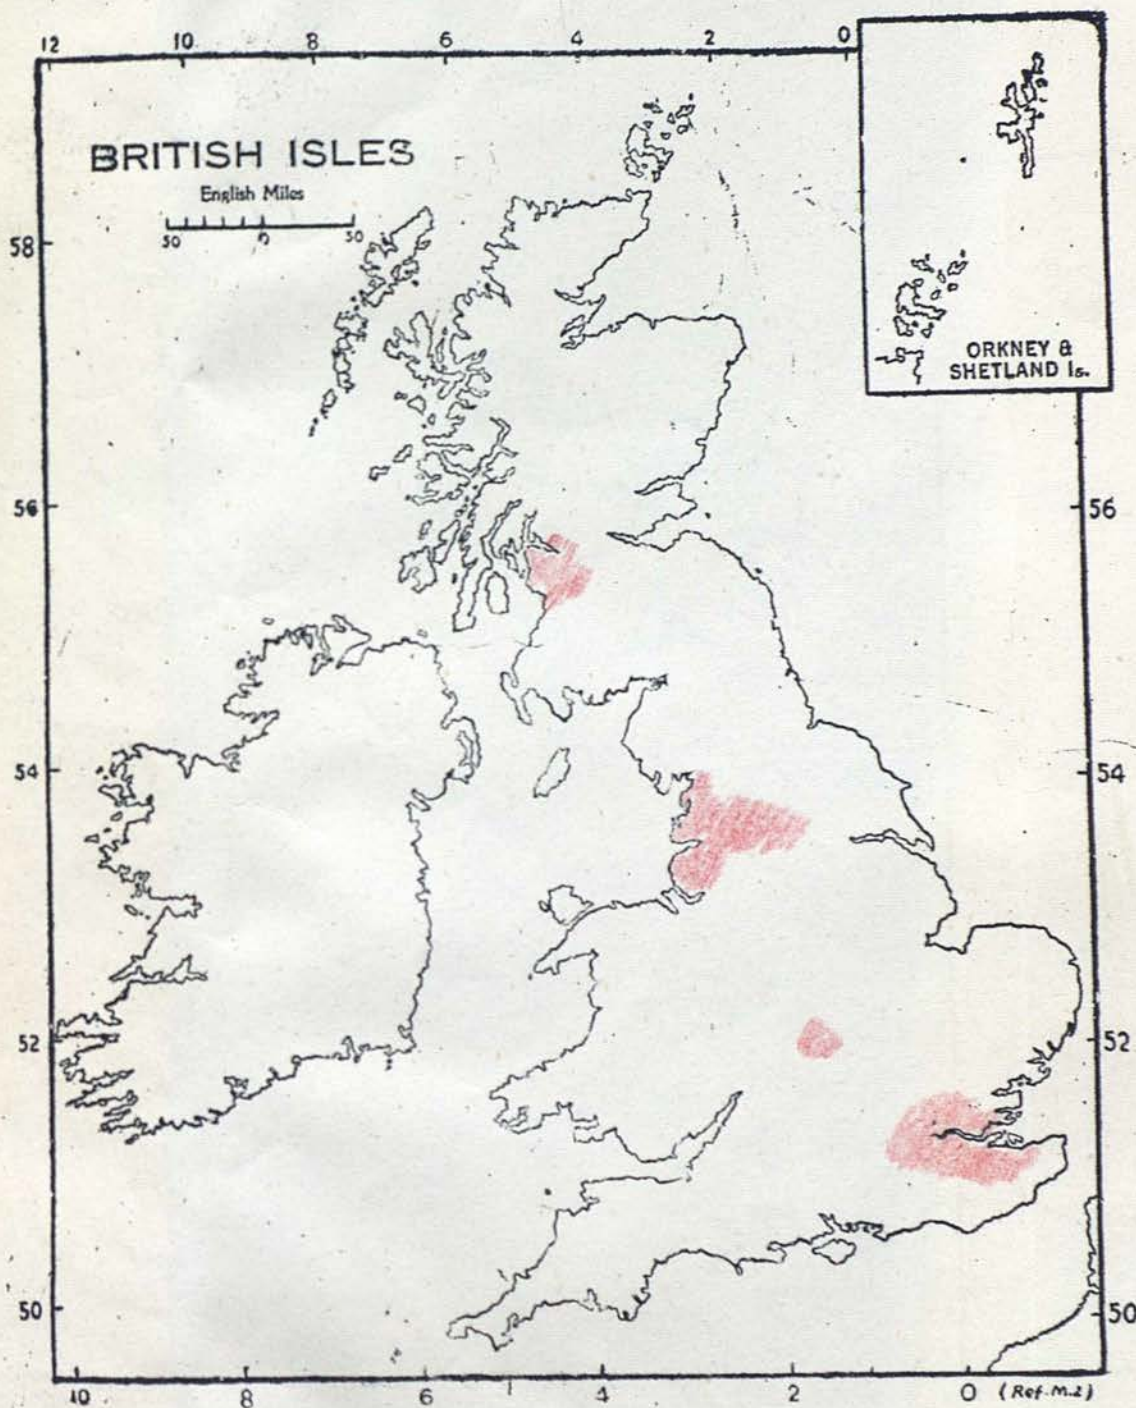 12 10 8 6 4 2 0
BRITISH ISLES
English Miles
50 0 50
58
ORKNEY &
SHETLAND Is.
56 56
54 54
52 52
50 50
10 8 6 4 2 0 (Ref.M.2)